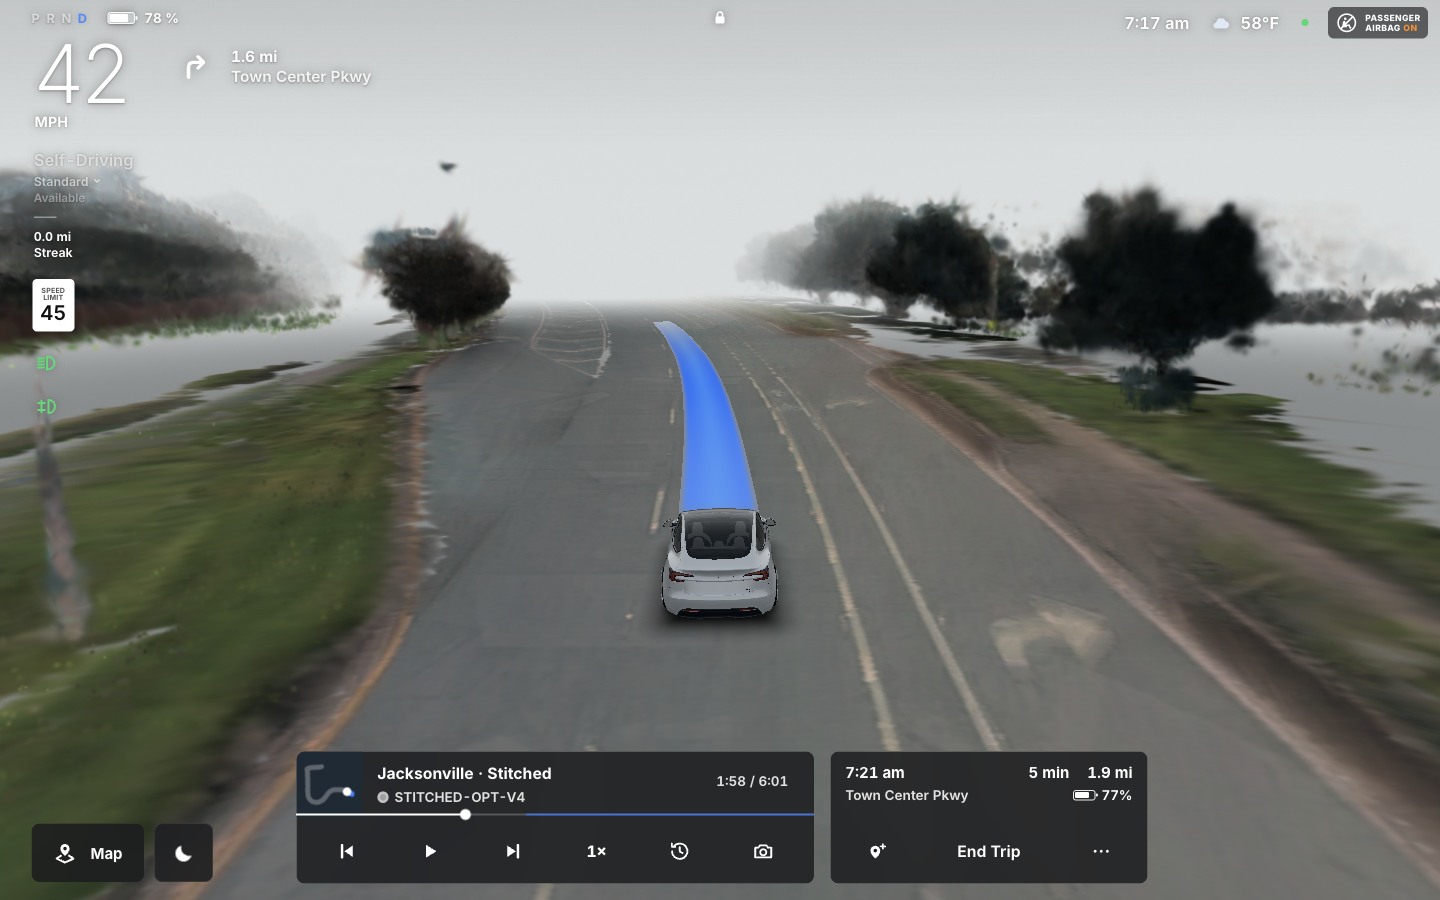 P R N D
78 %
7:17 am
58°F
PASSENGER
AIRBAG ON
42
MPH
1.6 mi
Town Center Pkwy
Self-Driving
Standard
Available
0.0 mi
Streak
SPEED
LIMIT
45
Jacksonville · Stitched
STITCHED-OPT-V4
1:58 / 6:01
1×
7:21 am
5 min
1.9 mi
Town Center Pkwy
77%
End Trip
Map